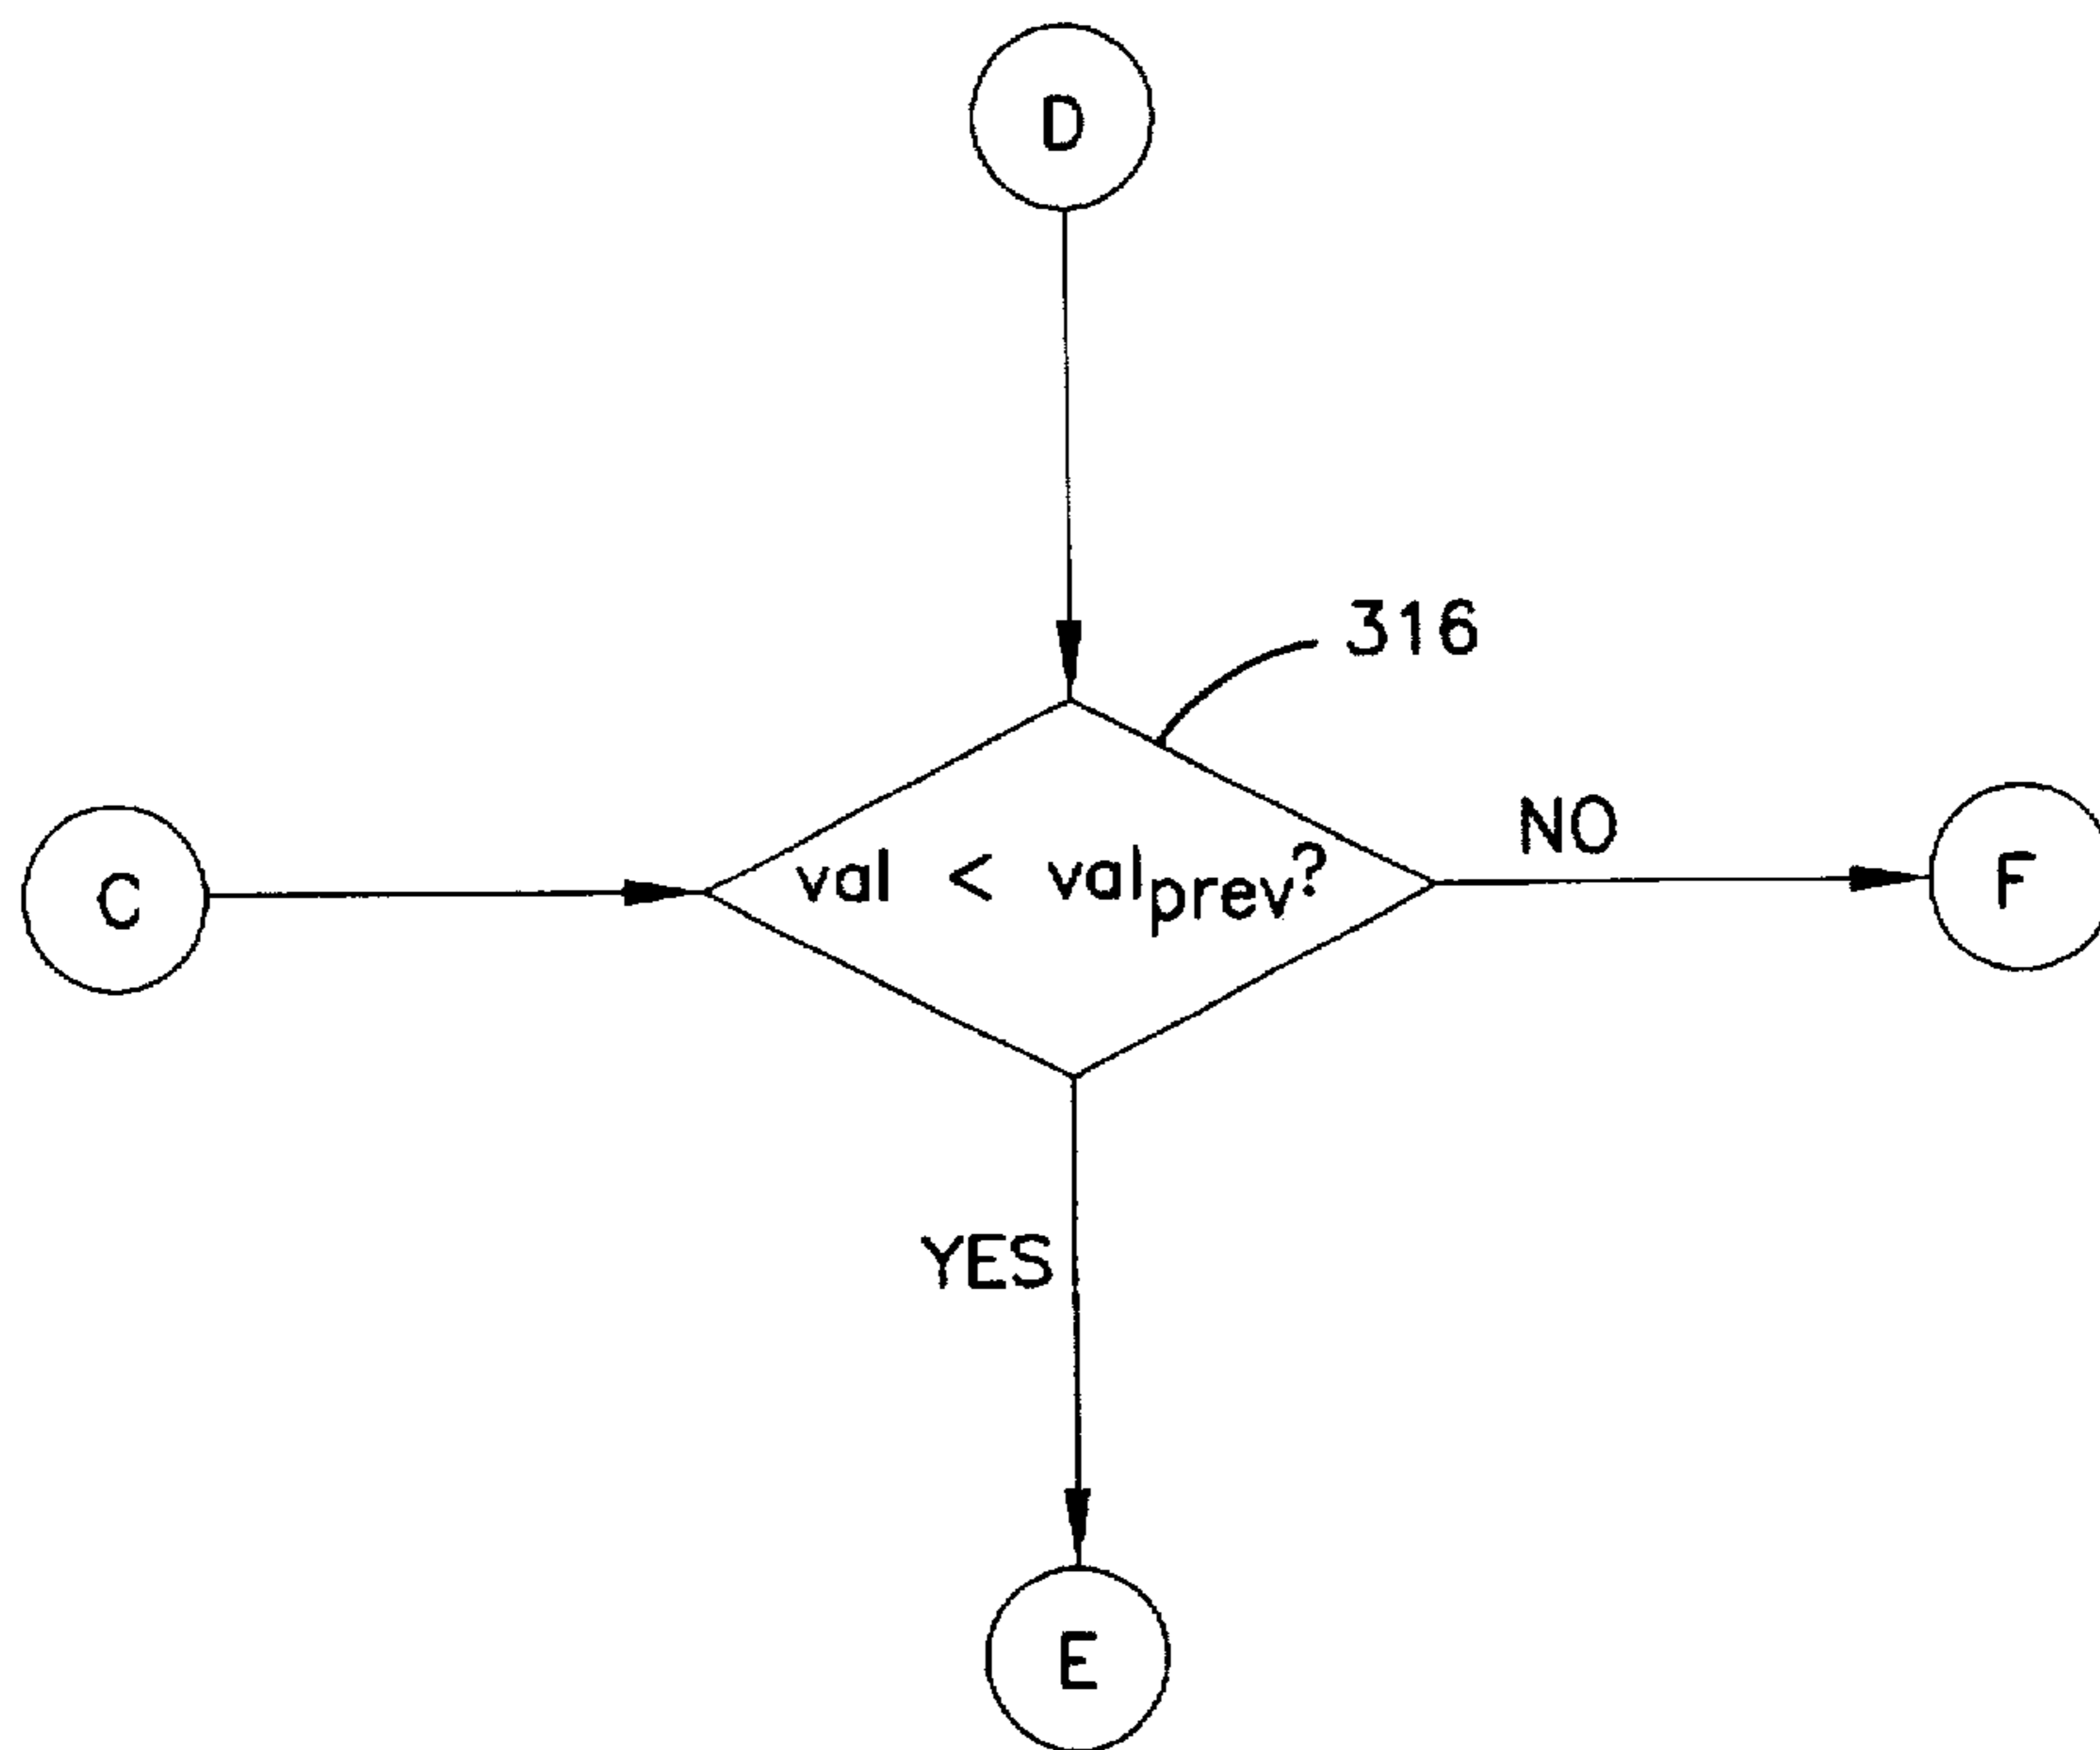 D
316
C
val < valprev?
NO
F
YES
E